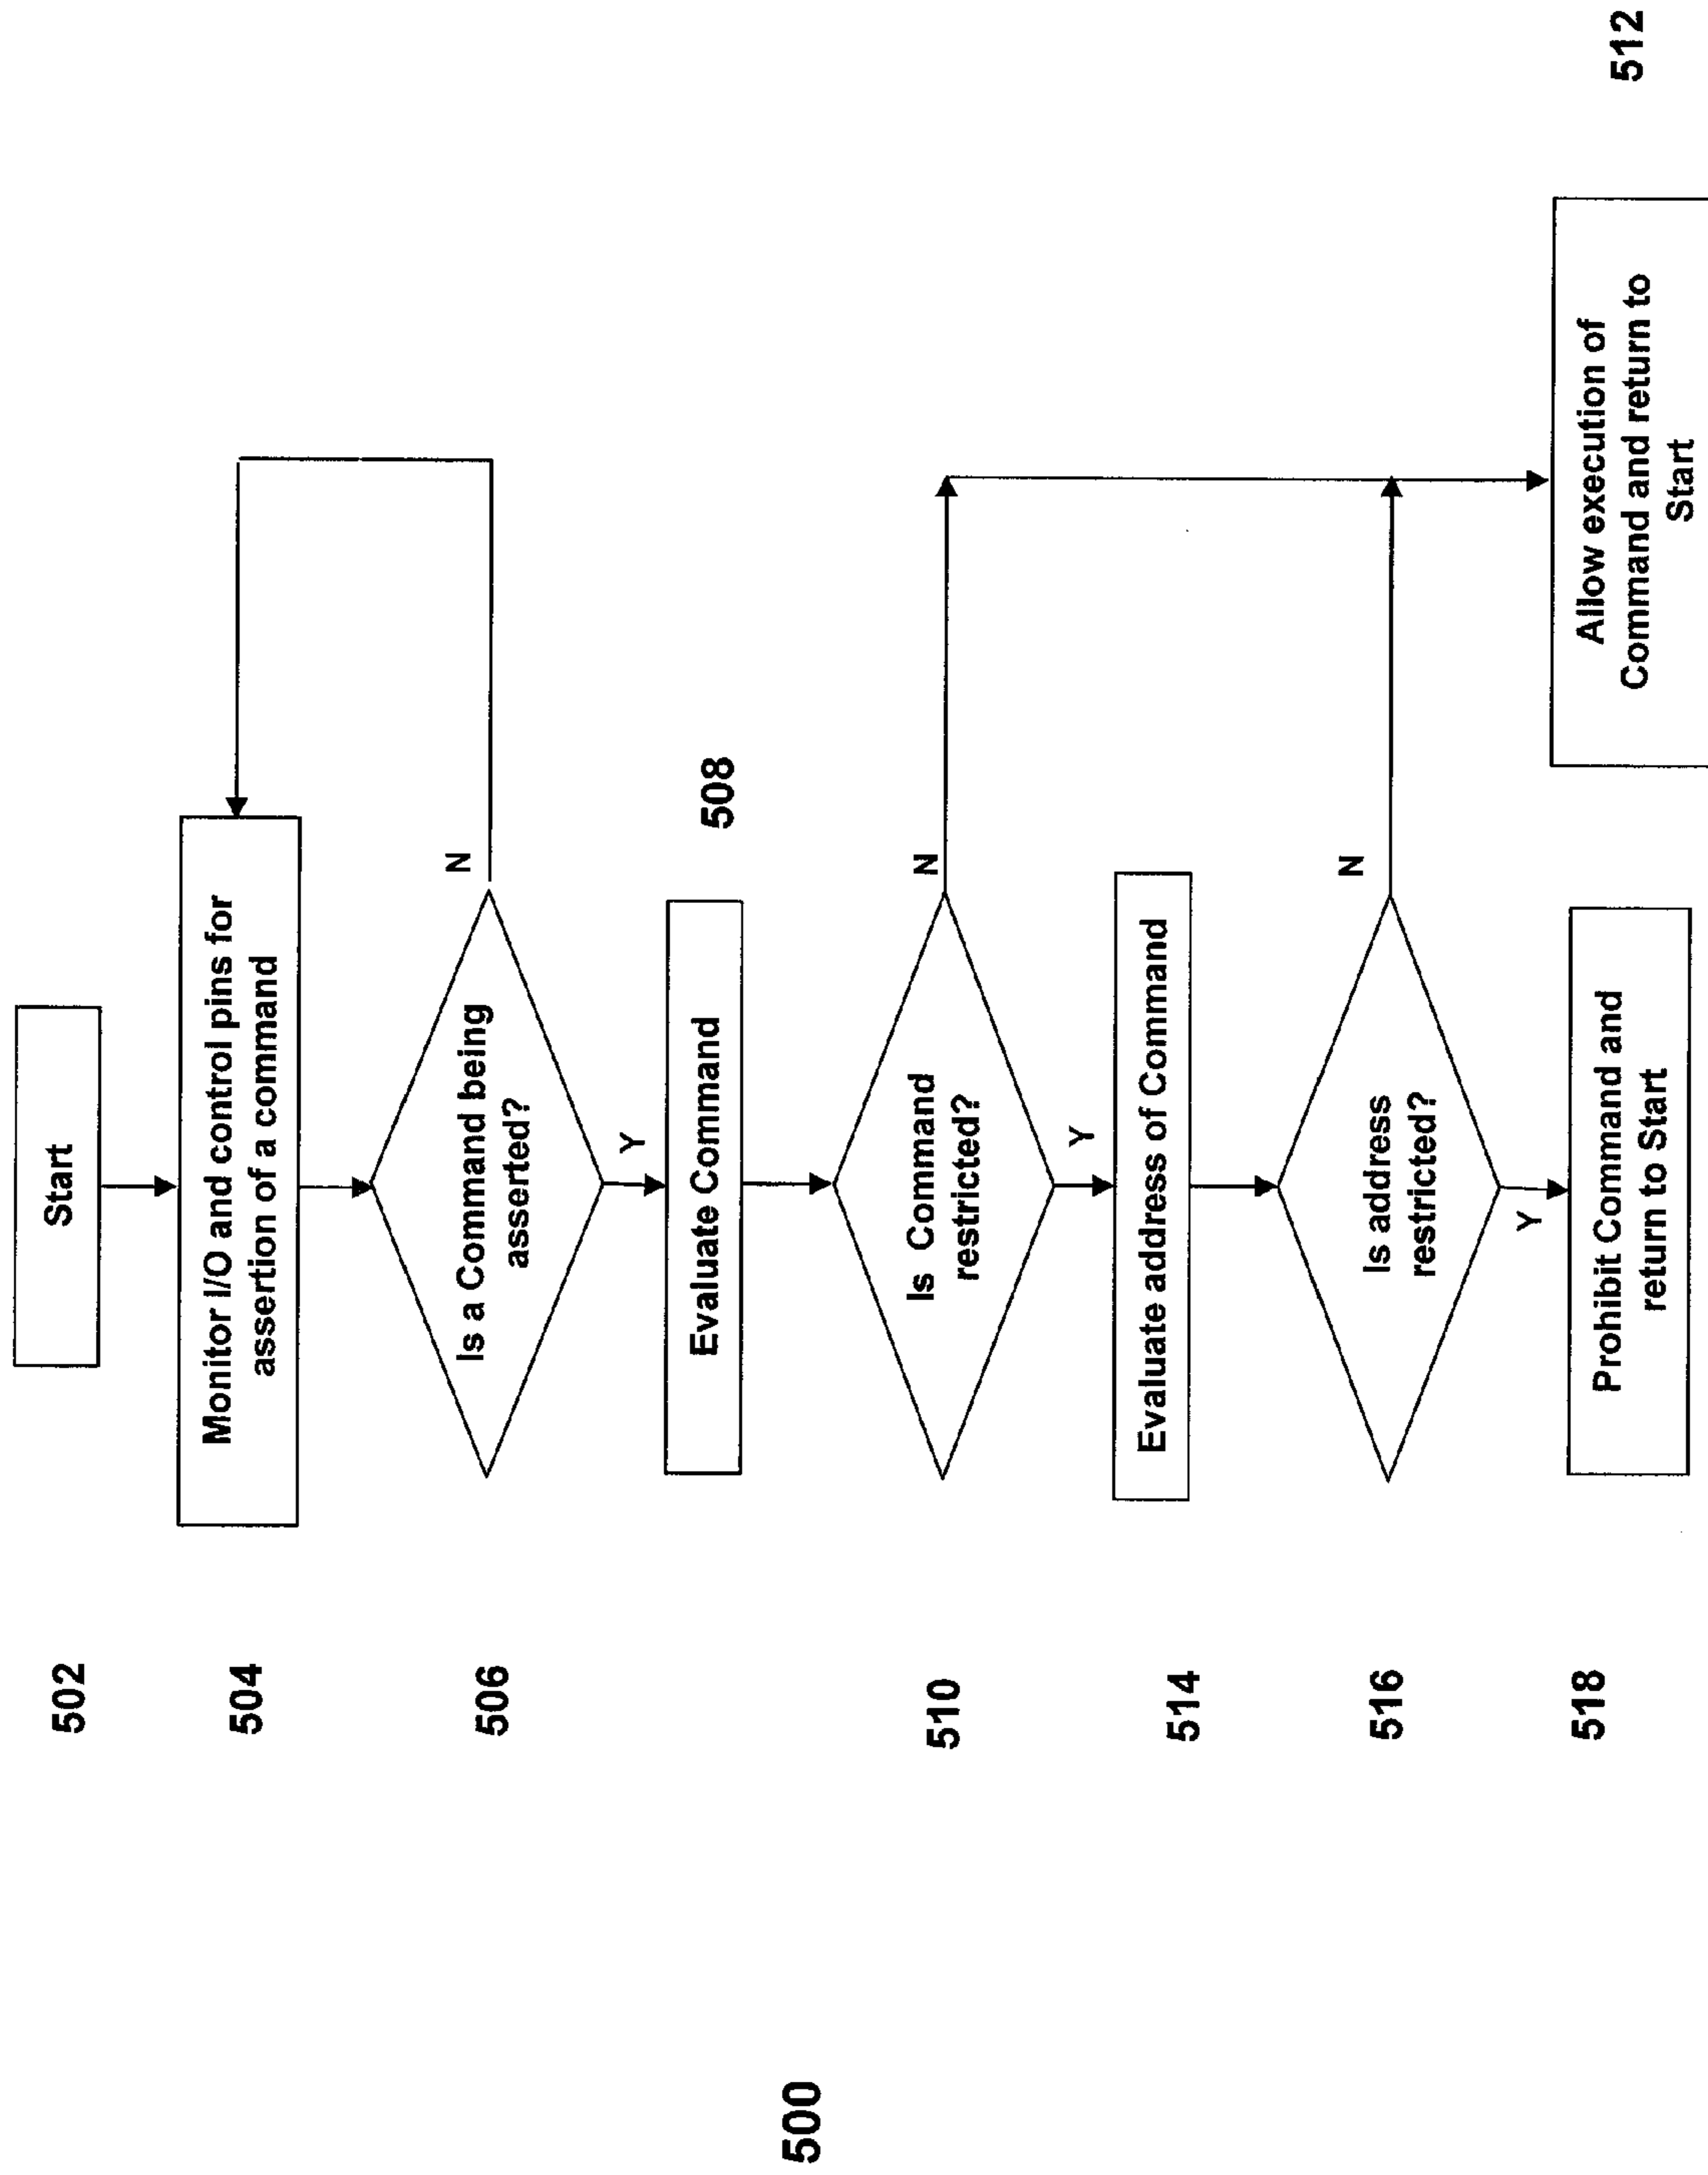 500
502
Start
504
Monitor I/O and control pins for
assertion of a command
506
Is a Command being
asserted?
N
Y
508
Evaluate Command
510
Is Command
restricted?
N
Y
514
Evaluate address of Command
516
Is address
restricted?
N
Y
518
Prohibit Command and
return to Start
512
Allow execution of
Command and return to
Start